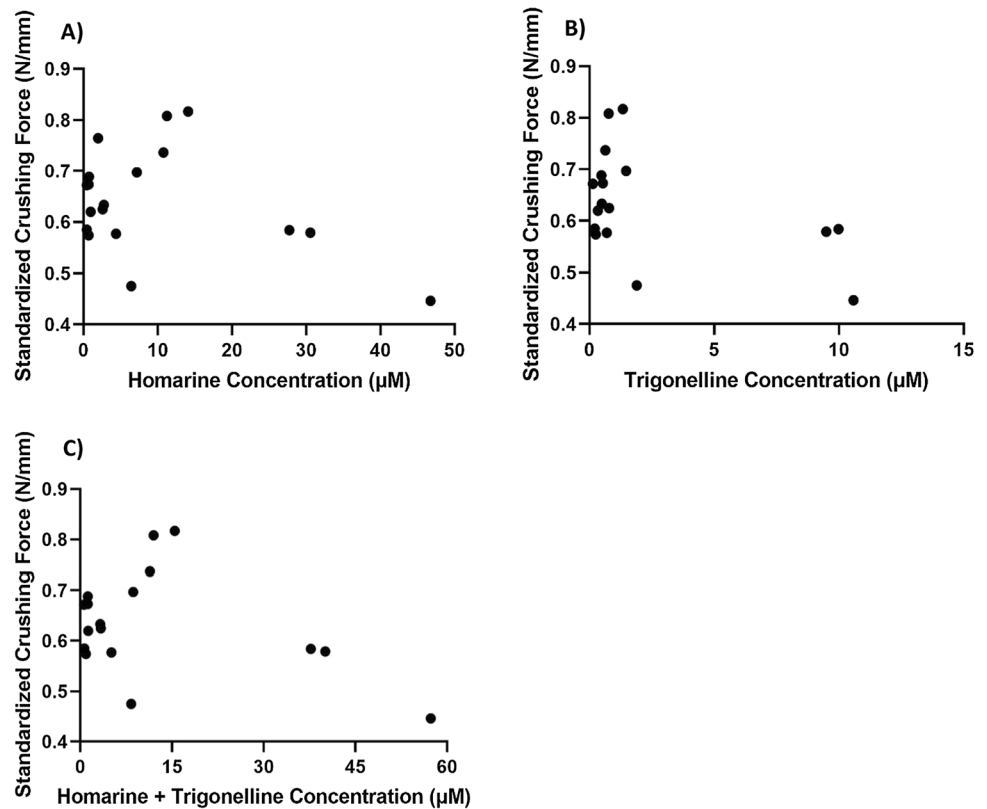 A)
Standardized Crushing Force (N/mm)
0.9
0.8
0.7
0.6
0.5
0.4
0 10 20 30 40 50
Homarine Concentration (µM)
B)
Standardized Crushing Force (N/mm)
0.9
0.8
0.7
0.6
0.5
0.4
0 5 10 15
Trigonelline Concentration (µM)
C)
Standardized Crushing Force (N/mm)
0.9
0.8
0.7
0.6
0.5
0.4
0 15 30 45 60
Homarine + Trigonelline Concentration (µM)